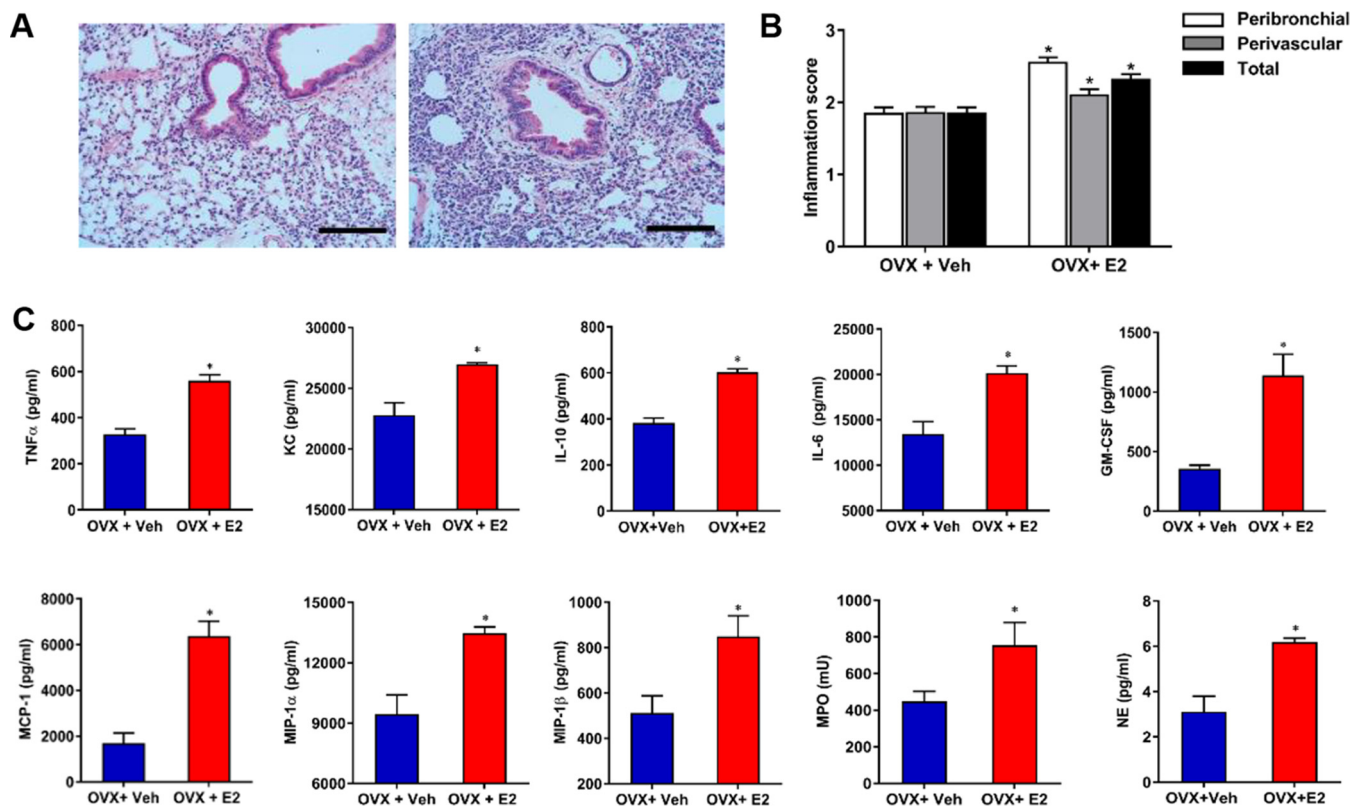 A
B
Peribronchial
Perivascular
Total
Inflammation score
3
2
1
0
OVX + Veh
OVX+ E2
*
*
*
C
TNFα (pg/ml)
800
600
400
200
0
*
OVX + Veh
OVX + E2
KC (pg/ml)
30000
27000
24000
21000
18000
15000
*
OVX + Veh
OVX + E2
IL-10 (pg/ml)
800
600
400
200
0
*
OVX+Veh
OVX+E2
IL-6 (pg/ml)
25000
20000
15000
10000
5000
*
OVX + Veh
OVX + E2
GM-CSF (pg/ml)
1500
1000
500
0
*
OVX + Veh
OVX + E2
MCP-1 (pg/ml)
8000
6000
4000
2000
0
*
OVX+ Veh
OVX + E2
MIP-1α (pg/ml)
15000
12000
9000
6000
*
OVX + Veh
OVX + E2
MIP-1β (pg/ml)
1000
800
600
400
200
*
OVX+ Veh
OVX + E2
MPO (mU)
1000
800
600
400
200
0
*
OVX + Veh
OVX + E2
NE (pg/ml)
8
6
4
2
0
*
OVX+Veh
OVX+E2